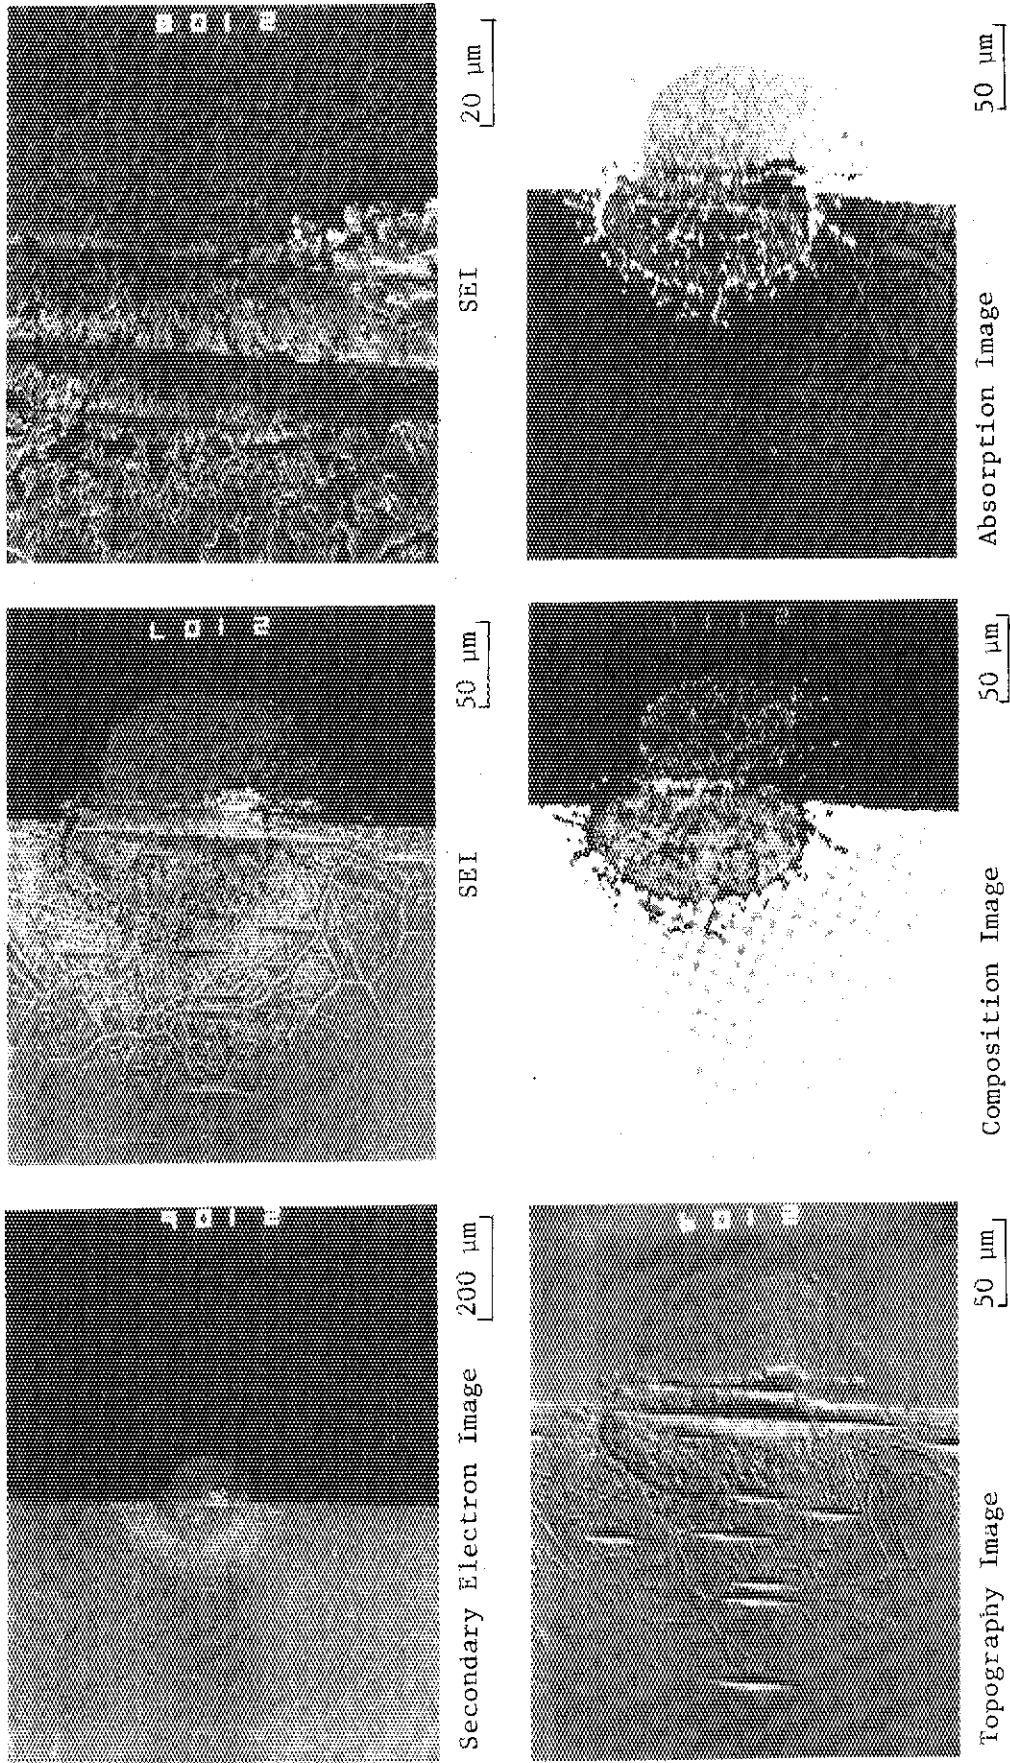 Secondary Electron Image 200 µm
SEI 50 µm
SEI 20 µm
Topography Image 50 µm
Composition Image 50 µm
Absorption Image 50 µm